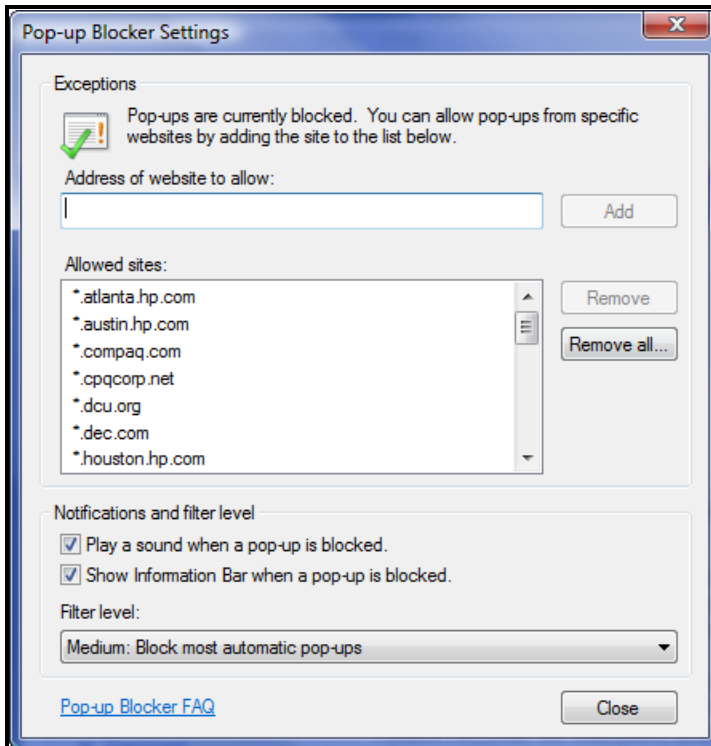 Pop-up Blocker Settings
Exceptions
Pop-ups are currently blocked. You can allow pop-ups from specific
websites by adding the site to the list below.
Address of website to allow:
Add
Allowed sites:
*.atlanta.hp.com
*.austin.hp.com
*.compaq.com
*.cpqcorp.net
*.dcu.org
*.dec.com
*.houston.hp.com
Remove
Remove all...
Notifications and filter level
Play a sound when a pop-up is blocked.
Show Information Bar when a pop-up is blocked.
Filter level:
Medium: Block most automatic pop-ups
Pop-up Blocker FAQ
Close